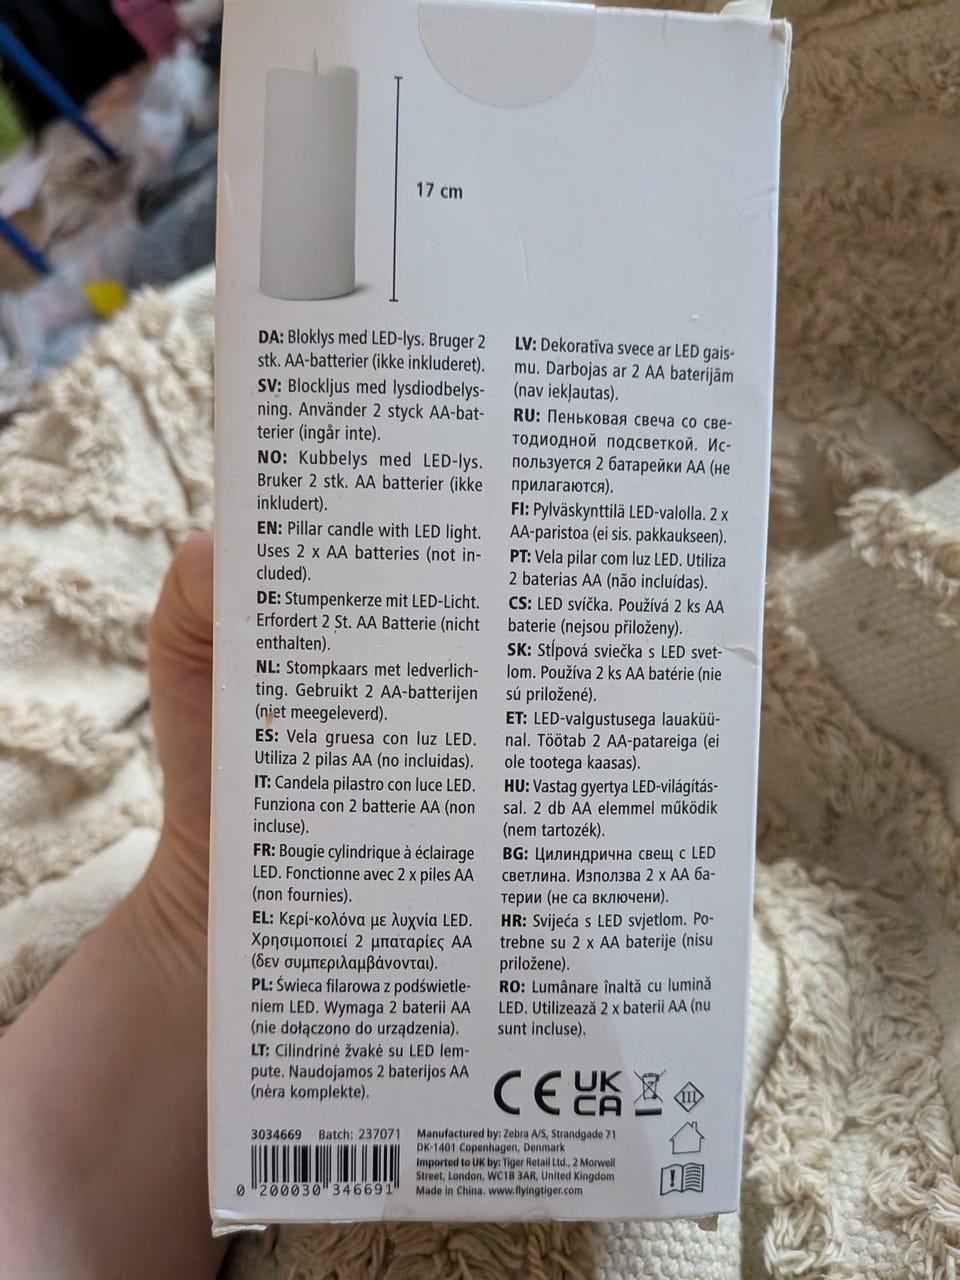 17 cm
DA: Bloklys med LED-lys. Bruger 2
stk. AA-batterier (ikke inkluderet).
SV: Blockljus med lysdiodbelys-
ning. Använder 2 styck AA-bat-
terier (ingår inte).
NO: Kubbelys med LED-lys.
Bruker 2 stk. AA batterier (ikke
inkludert).
EN: Pillar candle with LED light.
Uses 2 x AA batteries (not in-
cluded).
DE: Stumpenkerze mit LED-Licht.
Erfordert 2 St. AA Batterie (nicht
enthalten).
NL: Stompkaars met ledverlich-
ting. Gebruikt 2 AA-batterijen
(niet meegeleverd).
ES: Vela gruesa con luz LED.
Utiliza 2 pilas AA (no incluidas).
IT: Candela pilastro con luce LED.
Funziona con 2 batterie AA (non
incluse).
FR: Bougie cylindrique à éclairage
LED. Fonctionne avec 2 x piles AA
(non fournies).
EL: Κερί-κολόνα με λυχνία LED.
Χρησιμοποιεί 2 μπαταρίες AA
(δεν συμπεριλαμβάνονται).
PL: Świeca filarowa z podświetle-
niem LED. Wymaga 2 baterii AA
(nie dołączono do urządzenia).
LT: Cilindrinė žvakė su LED lem-
pute. Naudojamos 2 baterijos AA
(nėra komplekte).
LV: Dekoratīva svece ar LED gais-
mu. Darbojas ar 2 AA baterijām
(nav iekļautas).
RU: Пеньковая свеча со све-
тодиодной подсветкой. Ис-
пользуется 2 батарейки AA (не
прилагаются).
FI: Pylväskynttilä LED-valolla. 2 x
AA-paristoa (ei sis. pakkaukseen).
PT: Vela pilar com luz LED. Utiliza
2 baterias AA (não incluídas).
CS: LED svíčka. Používá 2 ks AA
baterie (nejsou přiloženy).
SK: Stĺpová sviečka s LED svet-
lom. Používa 2 ks AA batérie (nie
sú priložené).
ET: LED-valgustusega lauaküü-
nal. Töötab 2 AA-patareiga (ei
ole tootega kaasas).
HU: Vastag gyertya LED-világítás-
sal. 2 db AA elemmel működik
(nem tartozék).
BG: Цилиндрична свещ с LED
светлина. Използва 2 x AA ба-
терии (не са включени).
HR: Svijeća s LED svjetlom. Po-
trebne su 2 x AA baterije (nisu
priložene).
RO: Lumânare înaltă cu lumină
LED. Utilizează 2 x baterii AA (nu
sunt incluse).
CE UK CA III
3034669 Batch: 237071
0 200030 346691
Manufactured by: Zebra A/S, Strandgade 71
DK-1401 Copenhagen, Denmark
Imported to UK by: Tiger Retail Ltd., 2 Morwell
Street, London, WC1B 3AR, United Kingdom
Made in China. www.flyingtiger.com